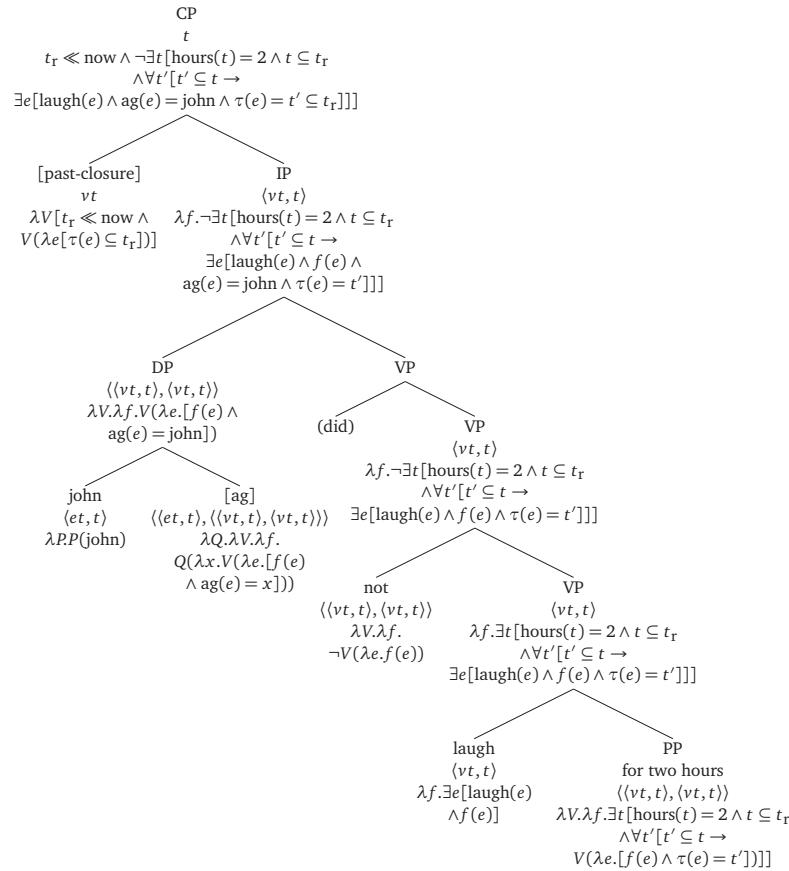 CP
t
t_r ≪ now ∧ ¬∃t[hours(t) = 2 ∧ t ⊆ t_r
∧∀t′[t′ ⊆ t →
∃e[laugh(e) ∧ ag(e) = john ∧ τ(e) = t′ ⊆ t_r]]]
[past-closure]
vt
λV[t_r ≪ now ∧
V(λe[τ(e) ⊆ t_r])]
IP
⟨vt, t⟩
λf.¬∃t[hours(t) = 2 ∧ t ⊆ t_r
∧∀t′[t′ ⊆ t →
∃e[laugh(e) ∧ f(e) ∧
ag(e) = john ∧ τ(e) = t′]]]
DP
⟨⟨vt, t⟩, ⟨vt, t⟩⟩
λV.λf.V(λe.[f(e) ∧
ag(e) = john])
VP
john
⟨et, t⟩
λP.P(john)
[ag]
⟨⟨et, t⟩, ⟨⟨vt, t⟩, ⟨vt, t⟩⟩⟩
λQ.λV.λf.
Q(λx.V(λe.[f(e)
∧ ag(e) = x]))
(did)
VP
⟨vt, t⟩
λf.¬∃t[hours(t) = 2 ∧ t ⊆ t_r
∧∀t′[t′ ⊆ t →
∃e[laugh(e) ∧ f(e) ∧ τ(e) = t′]]]
not
⟨⟨vt, t⟩, ⟨vt, t⟩⟩
λV.λf.
¬V(λe.f(e))
VP
⟨vt, t⟩
λf.∃t[hours(t) = 2 ∧ t ⊆ t_r
∧∀t′[t′ ⊆ t →
∃e[laugh(e) ∧ f(e) ∧ τ(e) = t′]]]
laugh
⟨vt, t⟩
λf.∃e[laugh(e)
∧f(e)]
PP
for two hours
⟨⟨vt, t⟩, ⟨vt, t⟩⟩
λV.λf.∃t[hours(t) = 2 ∧ t ⊆ t_r
∧∀t′[t′ ⊆ t →
V(λe.[f(e) ∧ τ(e) = t′])]]